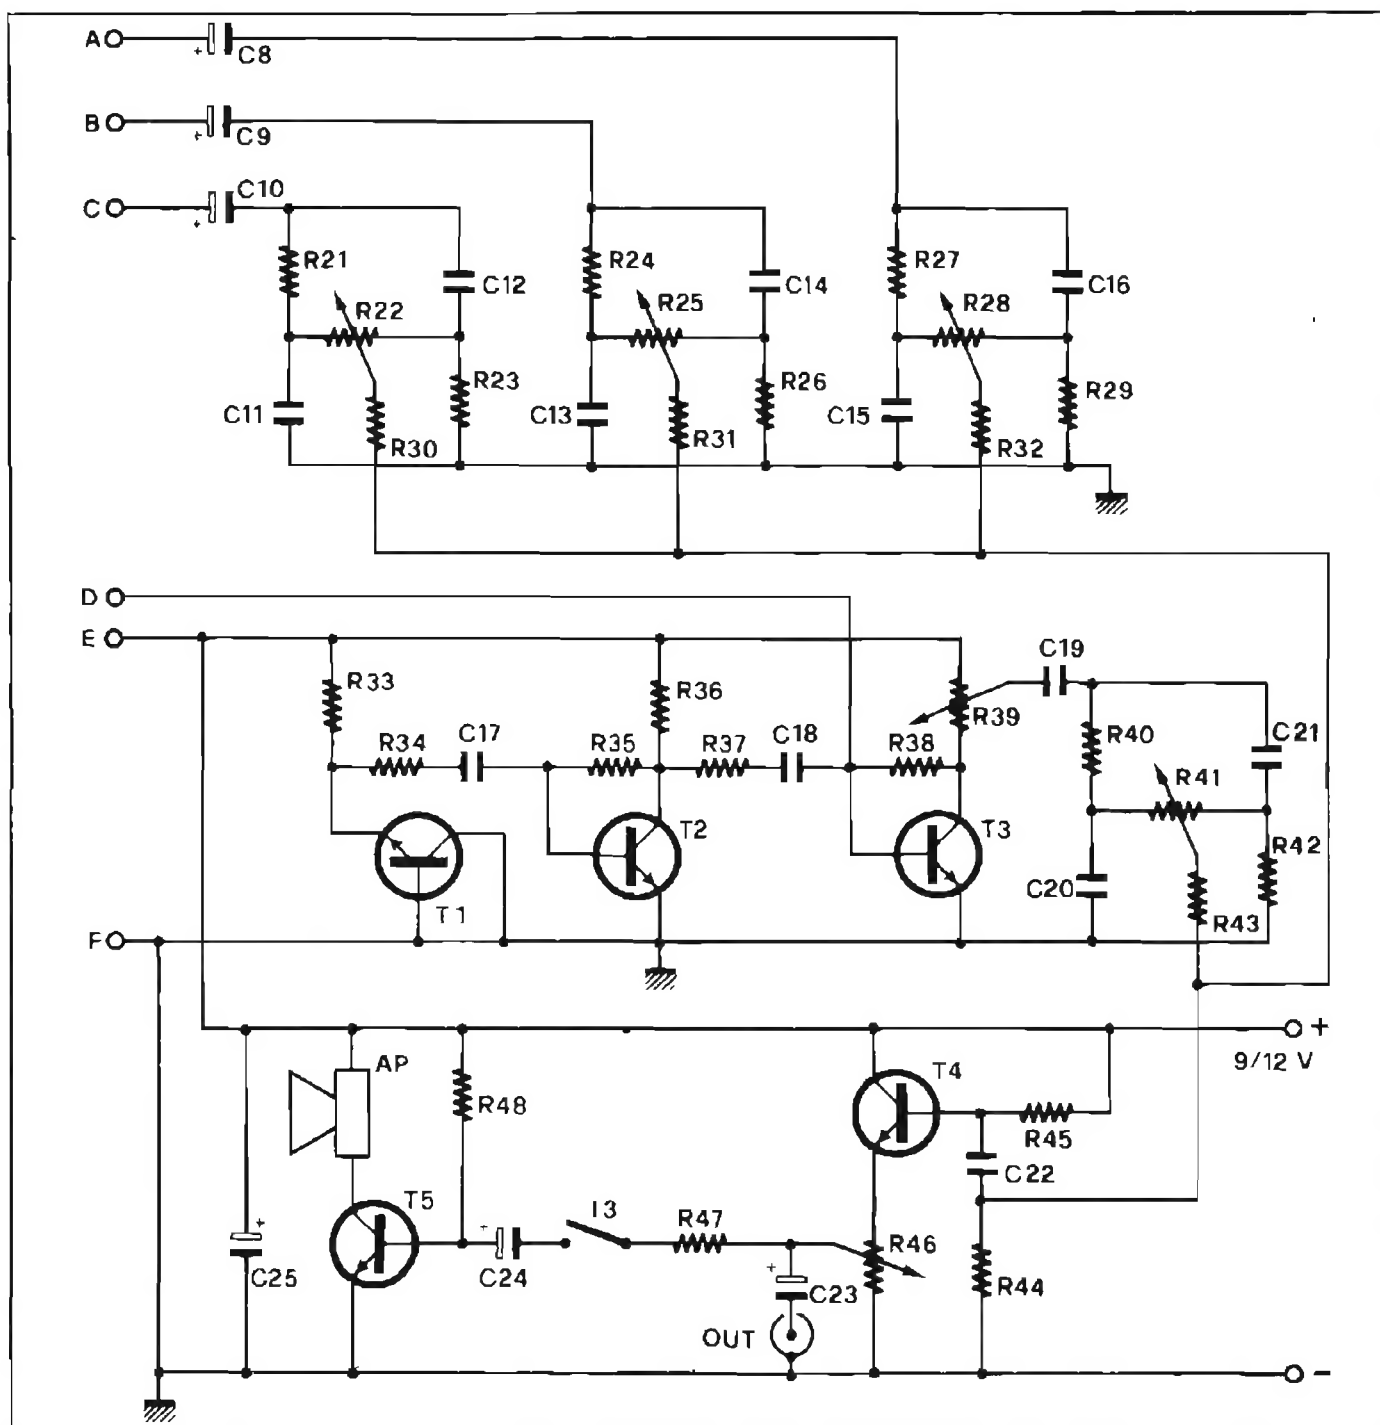 A
+
C8
B
+
C9
C
+
C10
R21
C12
R24
C14
R27
C16
R22
R25
R28
R23
R26
R29
C11
C13
C15
R30
R31
R32
D
E
C19
R33
R36
R39
C17
C18
R40
C21
R34
R35
R37
R38
R41
T2
T3
R42
C20
T1
R43
F
+
AP
T4
9/12 V
R48
R45
C22
T5
I3
R47
R46
+
+
+
C25
C24
C23
R44
OUT
-